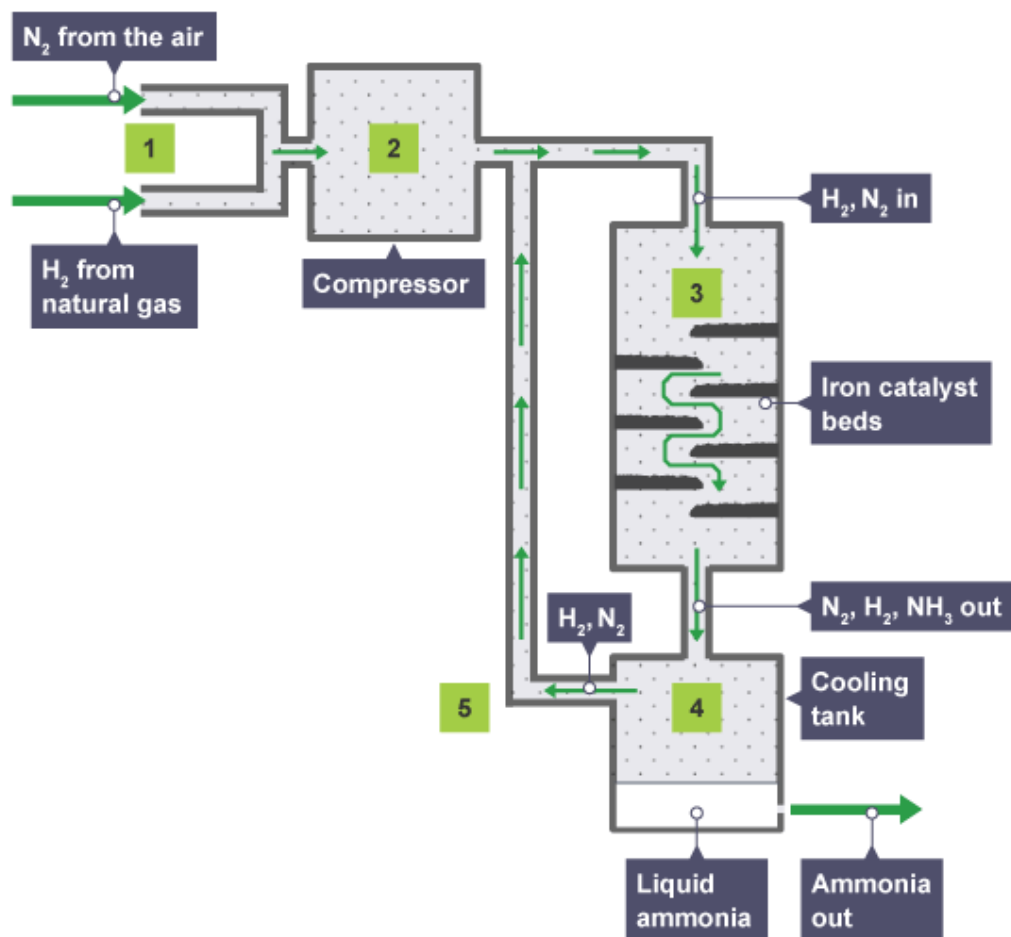 N₂ from the air
1
2
H₂ from
natural gas
Compressor
H₂, N₂ in
3
Iron catalyst
beds
N₂, H₂, NH₃ out
H₂, N₂
5
4
Cooling
tank
Liquid
ammonia
Ammonia
out